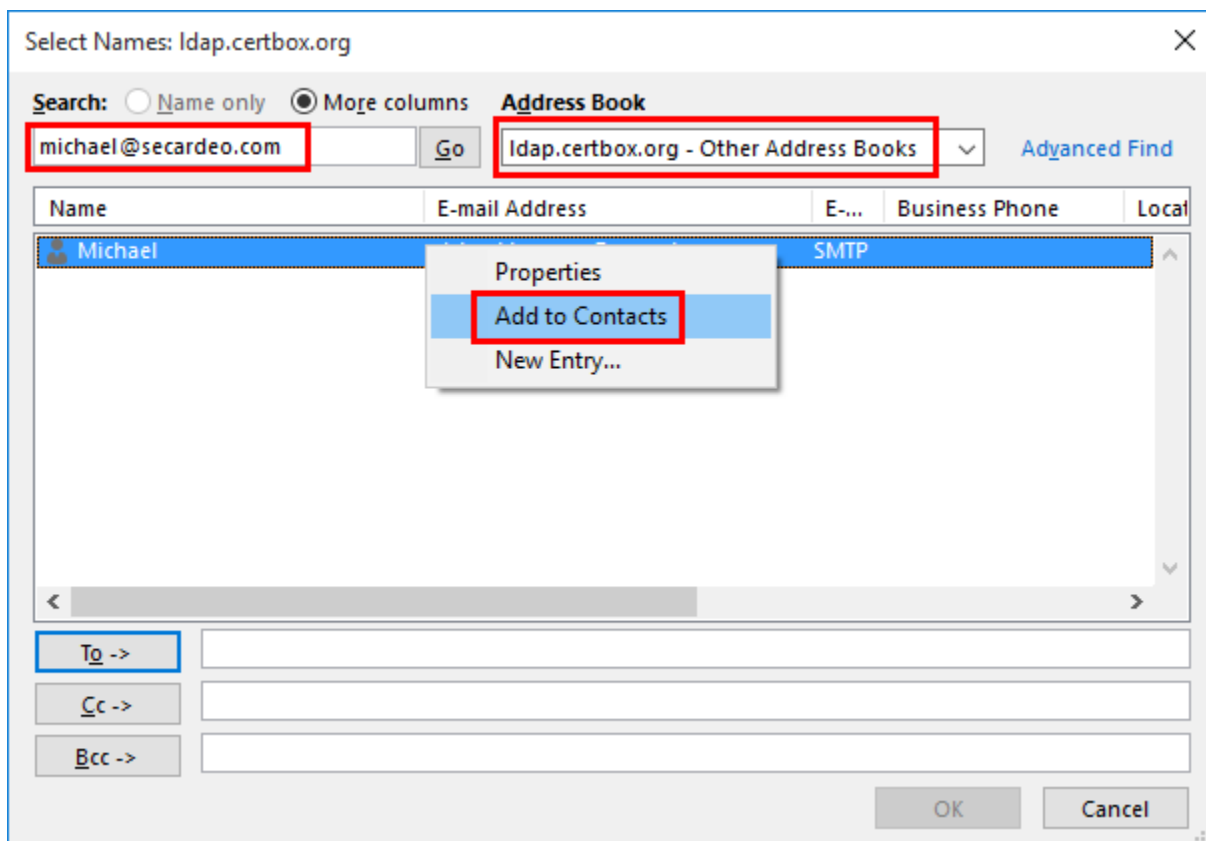 Select Names: ldap.certbox.org
Search: Name only More columns Address Book
michael@secardeo.com Go ldap.certbox.org - Other Address Books Advanced Find
Name E-mail Address E-... Business Phone Locat
Michael SMTP
Properties
Add to Contacts
New Entry...
To ->
Cc ->
Bcc ->
OK Cancel